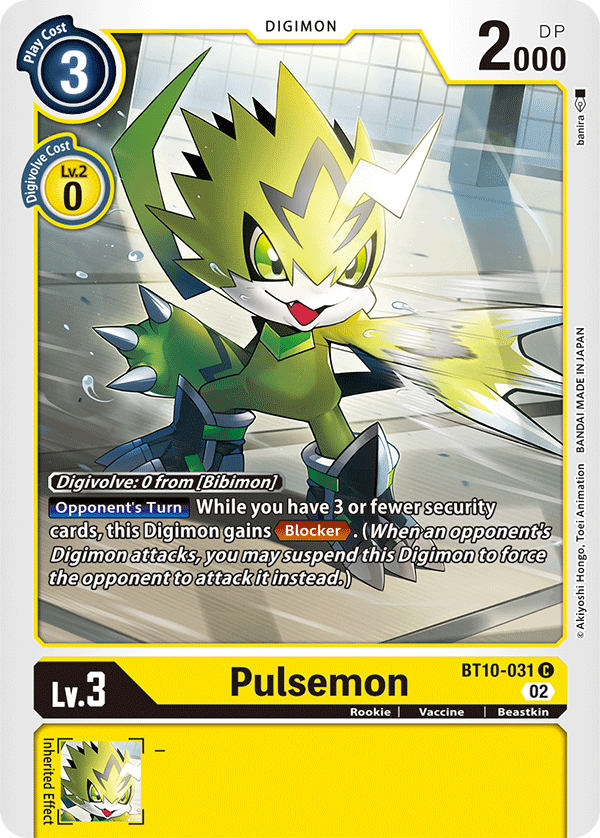 DIGIMON
Play Cost
3
DP
2000
Digivolve Cost
Lv.2
0
banira
Digivolve: 0 from [Bibimon]
Opponent's Turn While you have 3 or fewer security
cards, this Digimon gains Blocker. (When an opponent's
Digimon attacks, you may suspend this Digimon to force
the opponent to attack it instead.)
© Akiyoshi Hongo, Toei Animation BANDAI MADE IN JAPAN
Lv.3
Pulsemon
BT10-031 C
02
Rookie | Vaccine | Beastkin
Inherited Effect
–